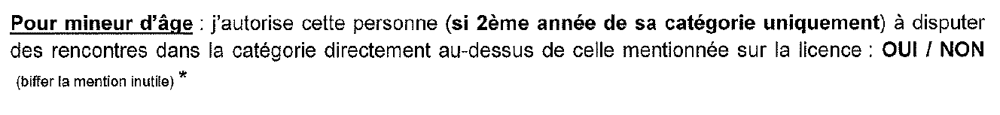 Pour mineur d'âge : j'autorise cette personne (si 2ème année de sa catégorie uniquement) à disputer
des rencontres dans la catégorie directement au-dessus de celle mentionnée sur la licence : OUI / NON
(biffer la mention inutile) *